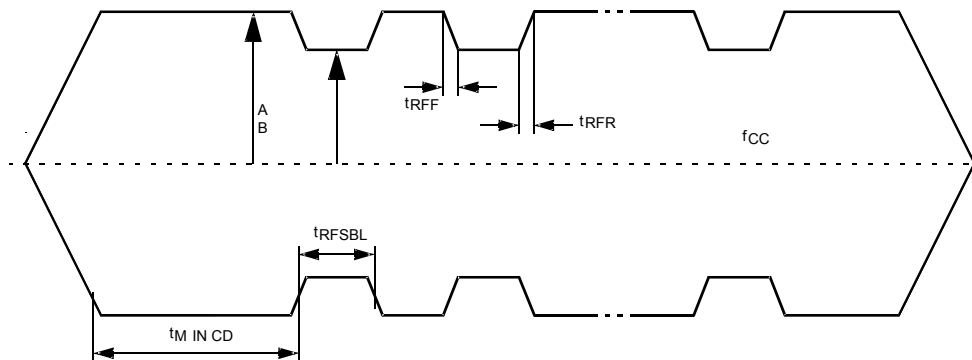 A
B
tRFF
tRFR
fCC
tRFSBL
tM IN CD